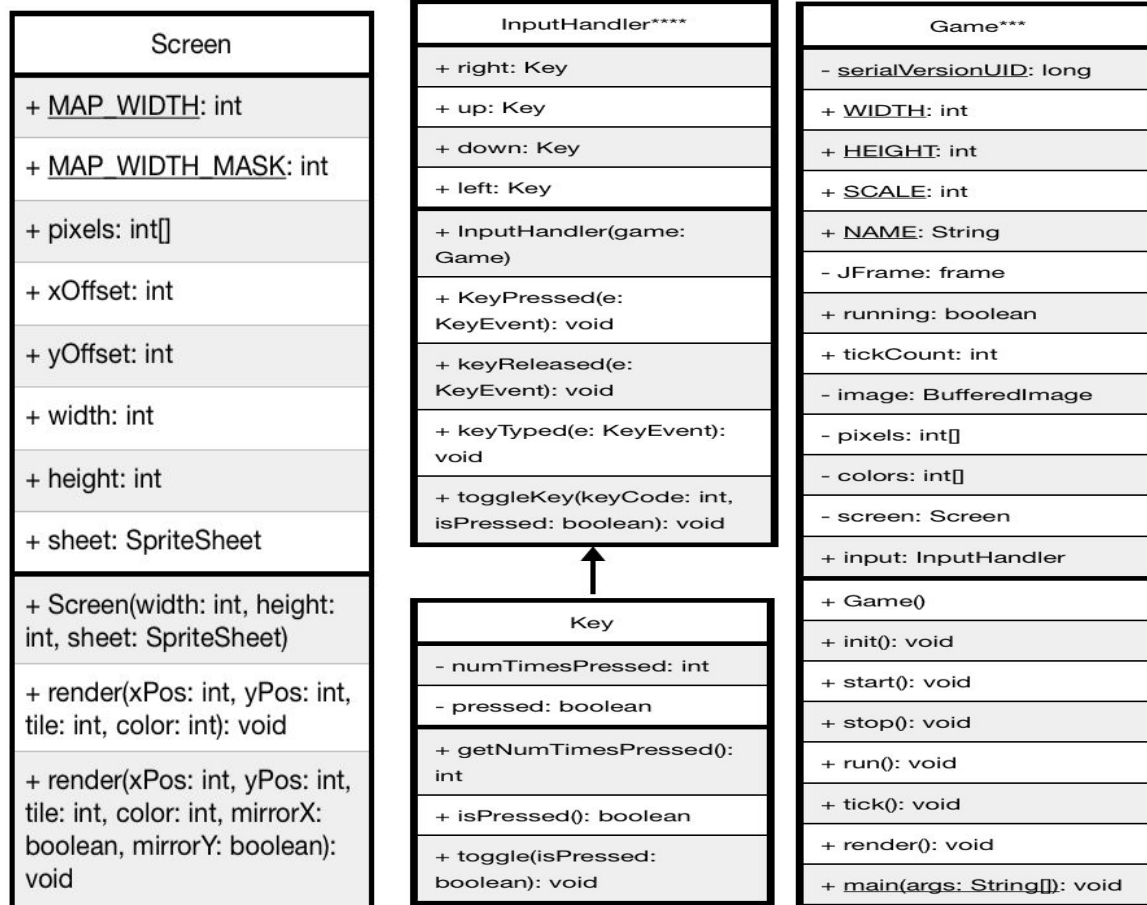 Screen
+ MAP_WIDTH: int
+ MAP_WIDTH_MASK: int
+ pixels: int[]
+ xOffset: int
+ yOffset: int
+ width: int
+ height: int
+ sheet: SpriteSheet
+ Screen(width: int, height:
int, sheet: SpriteSheet)
+ render(xPos: int, yPos: int,
tile: int, color: int): void
+ render(xPos: int, yPos: int,
tile: int, color: int, mirrorX:
boolean, mirrorY: boolean):
void
InputHandler****
+ right: Key
+ up: Key
+ down: Key
+ left: Key
+ InputHandler(game:
Game)
+ KeyPressed(e:
KeyEvent): void
+ keyReleased(e:
KeyEvent): void
+ keyTyped(e: KeyEvent):
void
+ toggleKey(keyCode: int,
isPressed: boolean): void
Key
- numTimesPressed: int
- pressed: boolean
+ getNumTimesPressed():
int
+ isPressed(): boolean
+ toggle(isPressed:
boolean): void
Game***
- serialVersionUID: long
+ WIDTH: int
+ HEIGHT: int
+ SCALE: int
+ NAME: String
- JFrame: frame
+ running: boolean
+ tickCount: int
- image: BufferedImage
- pixels: int[]
- colors: int[]
- screen: Screen
+ input: InputHandler
+ Game()
+ init(): void
+ start(): void
+ stop(): void
+ run(): void
+ tick(): void
+ render(): void
+ main(args: String[]): void